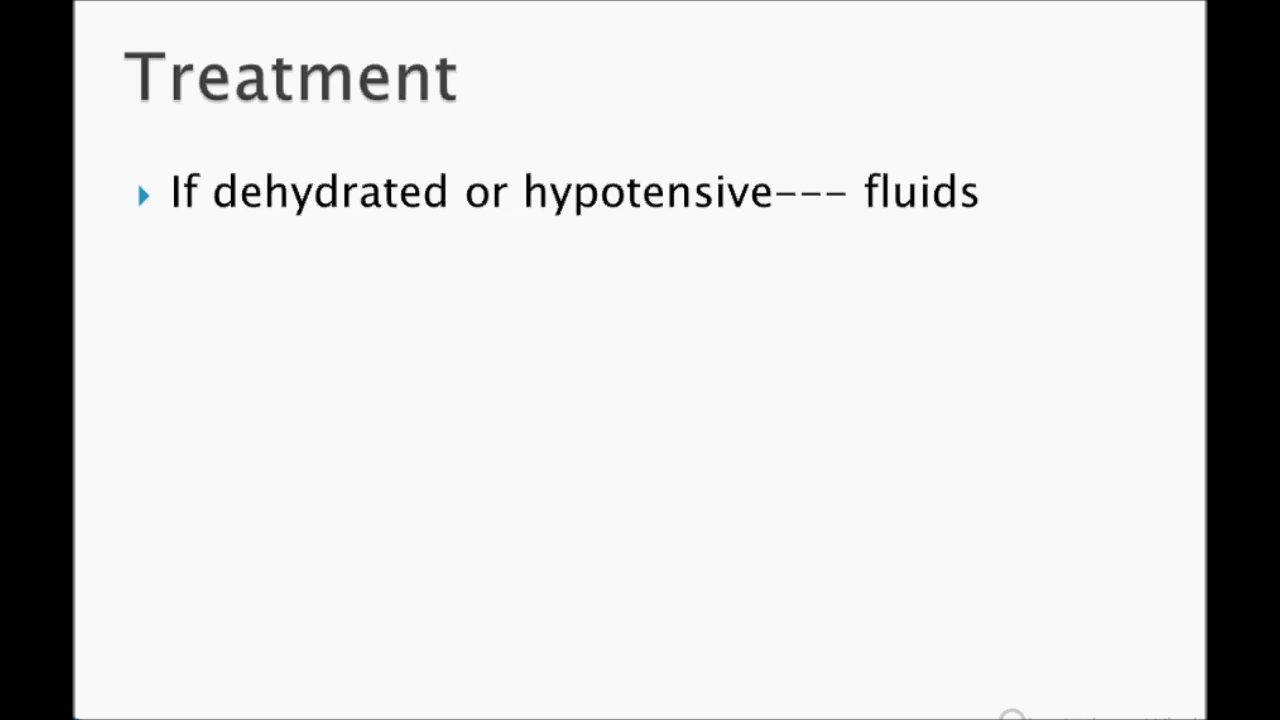 Treatment
If dehydrated or hypotensive--- fluids